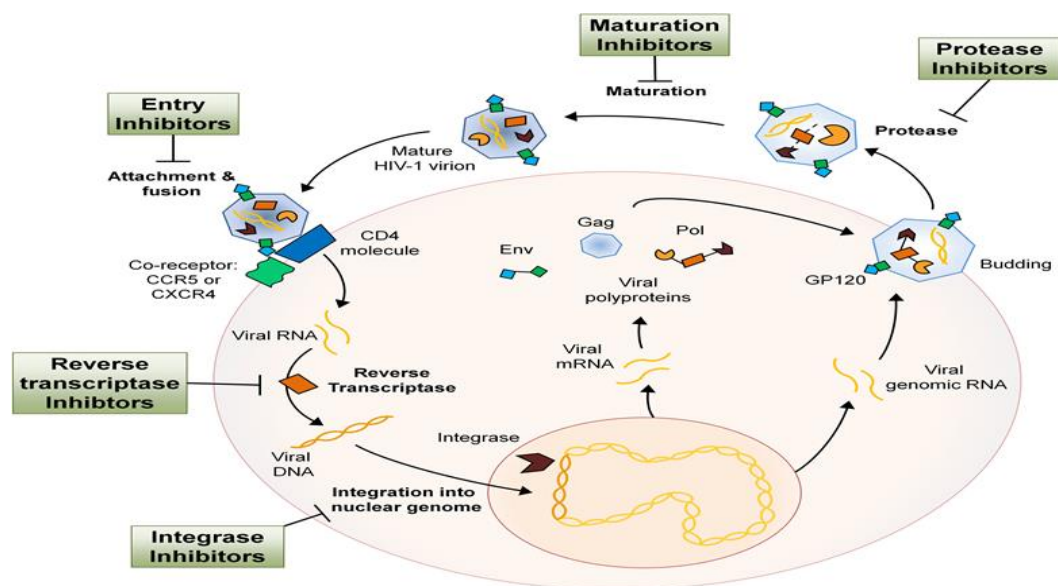 Maturation
Inhibitors
Maturation
Protease
Inhibitors
Protease
Entry
Inhibitors
Attachment &
fusion
Mature
HIV-1 virion
CD4
molecule
Co-receptor:
CCR5 or
CXCR4
Env
Gag
Pol
Viral
polyproteins
GP120
Budding
Viral RNA
Reverse
transcriptase
Inhibtors
Reverse
Transcriptase
Viral
mRNA
Viral
genomic RNA
Viral
DNA
Integrase
Integration into
nuclear genome
Integrase
Inhibitors